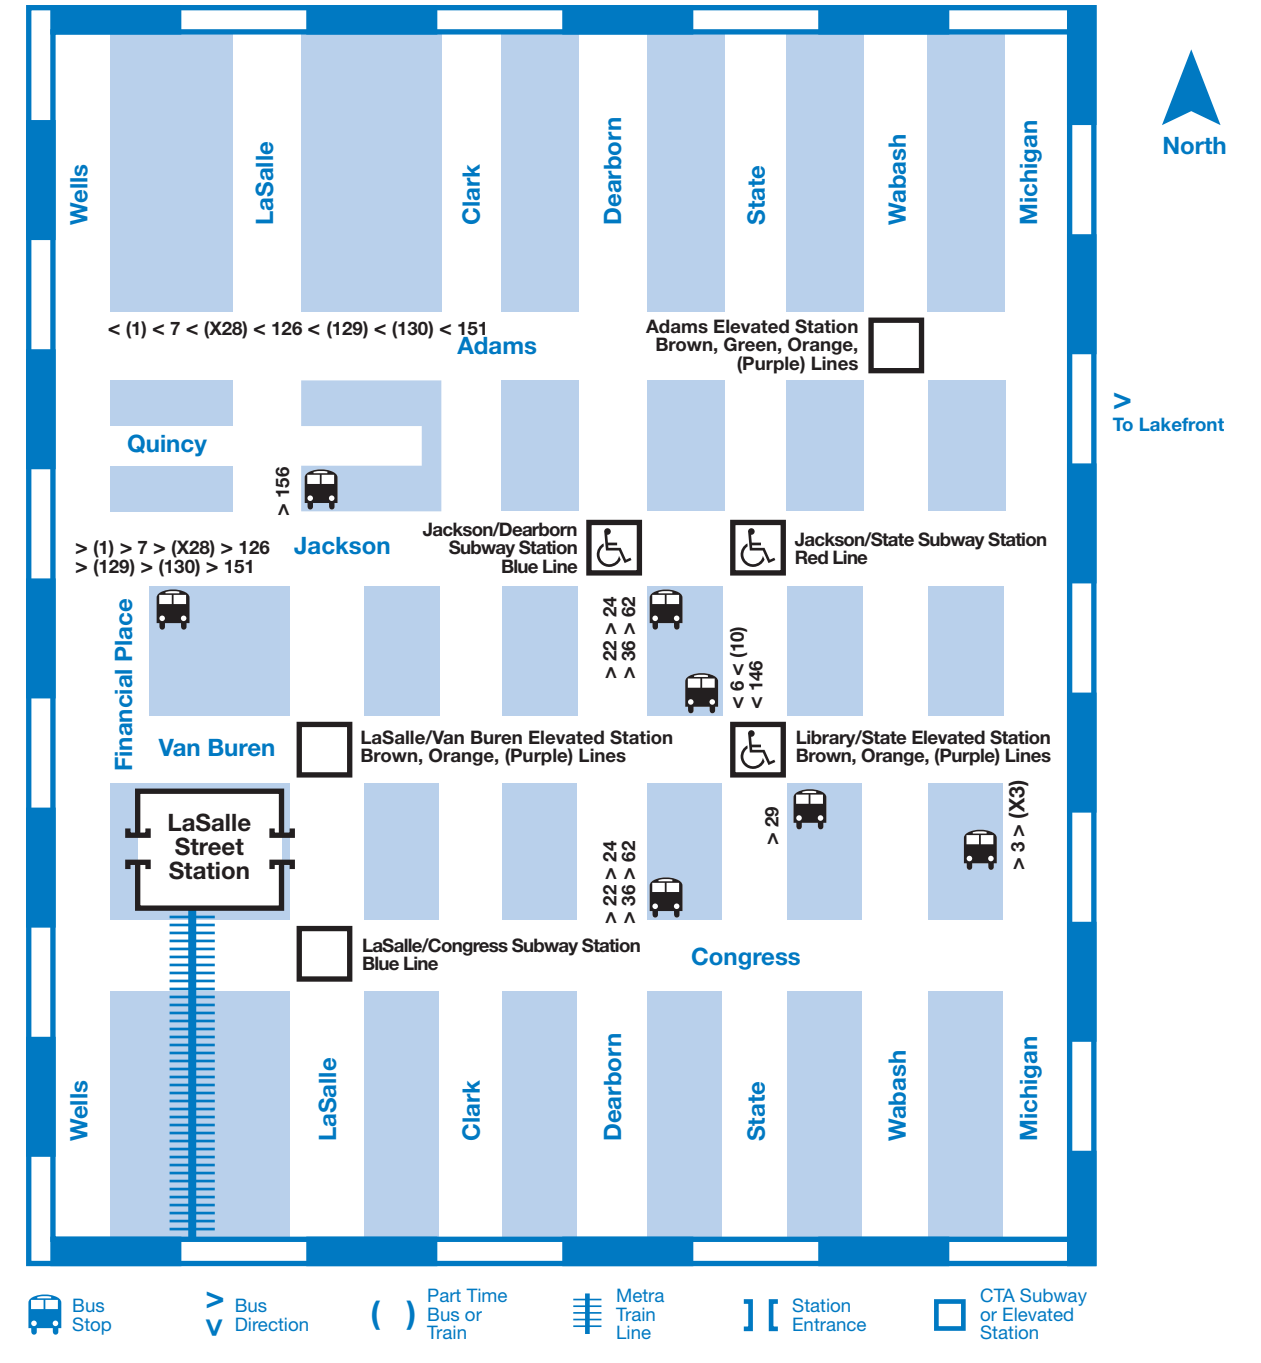 Wells
LaSalle
Clark
Dearborn
State
Wabash
Michigan
North
< (1) < 7 < (X28) < 126 < (129) < (130) < 151
Adams
Adams Elevated Station
Brown, Green, Orange,
(Purple) Lines
>
To Lakefront
Quincy
> 156
> (1) > 7 > (X28) > 126
> (129) > (130) > 151
Jackson
Jackson/Dearborn
Subway Station
Blue Line
Jackson/State Subway Station
Red Line
Financial Place
> 22 > 24
> 36 > 62
< 6 < (10)
< 146
Van Buren
LaSalle/Van Buren Elevated Station
Brown, Orange, (Purple) Lines
Library/State Elevated Station
Brown, Orange, (Purple) Lines
LaSalle
Street
Station
> 22 > 24
> 36 > 62
> 29
> 3 > (X3)
LaSalle/Congress Subway Station
Blue Line
Congress
Wells
LaSalle
Clark
Dearborn
State
Wabash
Michigan
Bus
Stop
> Bus
> Direction
( ) Part Time
Bus or
Train
Metra
Train
Line
Station
Entrance
CTA Subway
or Elevated
Station